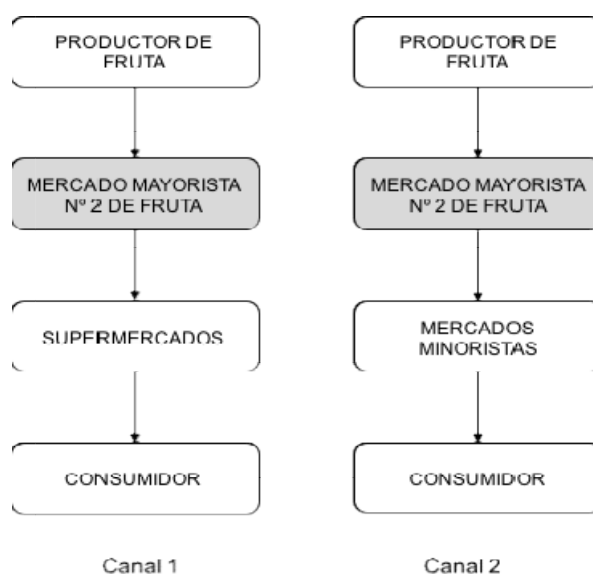 PRODUCTOR DE
FRUTA
MERCADO MAYORISTA
Nº 2 DE FRUTA
SUPERMERCADOS
CONSUMIDOR
Canal 1
PRODUCTOR DE
FRUTA
MERCADO MAYORISTA
Nº 2 DE FRUTA
MERCADOS
MINORISTAS
CONSUMIDOR
Canal 2